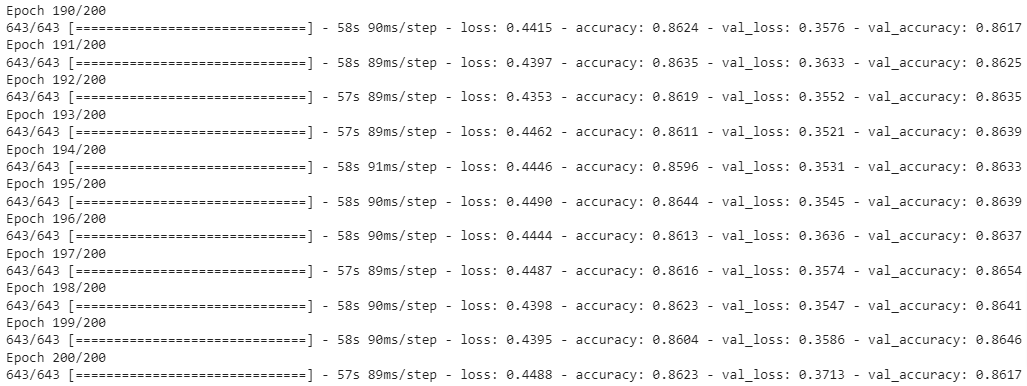 Epoch 190/200
643/643 [==============================] - 58s 90ms/step - loss: 0.4415 - accuracy: 0.8624 - val_loss: 0.3576 - val_accuracy: 0.8617
Epoch 191/200
643/643 [==============================] - 58s 89ms/step - loss: 0.4397 - accuracy: 0.8635 - val_loss: 0.3633 - val_accuracy: 0.8625
Epoch 192/200
643/643 [==============================] - 57s 89ms/step - loss: 0.4353 - accuracy: 0.8619 - val_loss: 0.3552 - val_accuracy: 0.8635
Epoch 193/200
643/643 [==============================] - 57s 89ms/step - loss: 0.4462 - accuracy: 0.8611 - val_loss: 0.3521 - val_accuracy: 0.8639
Epoch 194/200
643/643 [==============================] - 58s 91ms/step - loss: 0.4446 - accuracy: 0.8596 - val_loss: 0.3531 - val_accuracy: 0.8633
Epoch 195/200
643/643 [==============================] - 58s 90ms/step - loss: 0.4490 - accuracy: 0.8644 - val_loss: 0.3545 - val_accuracy: 0.8639
Epoch 196/200
643/643 [==============================] - 58s 90ms/step - loss: 0.4444 - accuracy: 0.8613 - val_loss: 0.3636 - val_accuracy: 0.8637
Epoch 197/200
643/643 [==============================] - 57s 89ms/step - loss: 0.4487 - accuracy: 0.8616 - val_loss: 0.3574 - val_accuracy: 0.8654
Epoch 198/200
643/643 [==============================] - 58s 90ms/step - loss: 0.4398 - accuracy: 0.8623 - val_loss: 0.3547 - val_accuracy: 0.8641
Epoch 199/200
643/643 [==============================] - 58s 90ms/step - loss: 0.4395 - accuracy: 0.8604 - val_loss: 0.3586 - val_accuracy: 0.8646
Epoch 200/200
643/643 [==============================] - 57s 89ms/step - loss: 0.4488 - accuracy: 0.8623 - val_loss: 0.3713 - val_accuracy: 0.8617